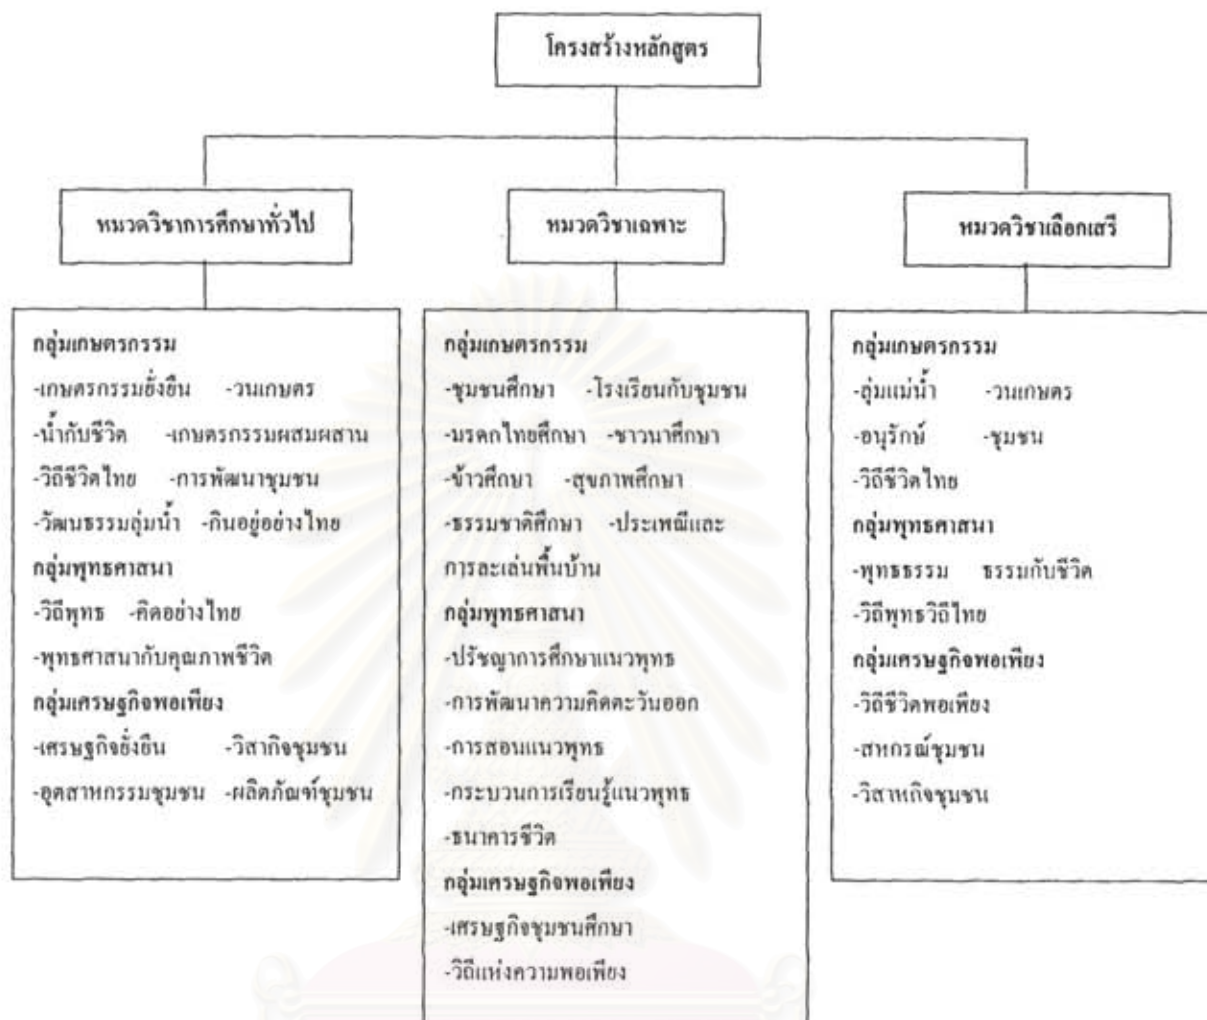 โครงสร้างหลักสูตร
หมวดวิชาการศึกษาทั่วไป
กลุ่มเกษตรกรรม
-เกษตรกรรมยั่งยืน -วนเกษตร
-น้ำกับชีวิต -เกษตรกรรมผสมผสาน
-วิถีชีวิตไทย -การพัฒนาชุมชน
-วัฒนธรรมลุ่มน้ำ -กินอยู่อย่างไทย
กลุ่มพุทธศาสนา
-วิถีพุทธ -คิดอย่างไทย
-พุทธศาสนากับคุณภาพชีวิต
กลุ่มเศรษฐกิจพอเพียง
-เศรษฐกิจยั่งยืน -วิสากิจชุมชน
-อุตสาหกรรมชุมชน -ผลิตภัณฑ์ชุมชน
หมวดวิชาเฉพาะ
กลุ่มเกษตรกรรม
-ชุมชนศึกษา -โรงเรียนกับชุมชน
-มรดกไทยศึกษา -ชาวนาศึกษา
-ข้าวศึกษา -สุขภาพศึกษา
-ธรรมชาติศึกษา -ประเพณีและ
การละเล่นพื้นบ้าน
กลุ่มพุทธศาสนา
-ปรัชญาการศึกษาแนวพุทธ
-การพัฒนาความคิดตะวันออก
-การสอนแนวพุทธ
-กระบวนการเรียนรู้แนวพุทธ
-ธนาคารชีวิต
กลุ่มเศรษฐกิจพอเพียง
-เศรษฐกิจชุมชนศึกษา
-วิถีแห่งความพอเพียง
หมวดวิชาเลือกเสรี
กลุ่มเกษตรกรรม
-ลุ่มแม่น้ำ -วนเกษตร
-อนุรักษ์ -ชุมชน
-วิถีชีวิตไทย
กลุ่มพุทธศาสนา
-พุทธธรรม ธรรมกับชีวิต
-วิถีพุทธวิถีไทย
กลุ่มเศรษฐกิจพอเพียง
-วิถีชีวิตพอเพียง
-สหกรณ์ชุมชน
-วิสาหกิจชุมชน